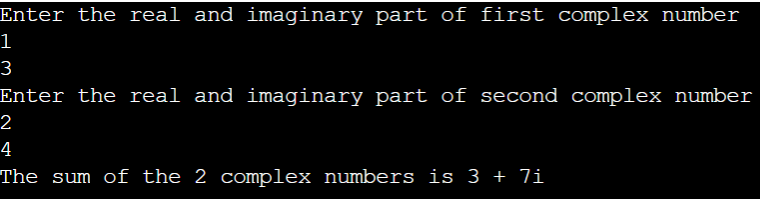 Enter the real and imaginary part of first complex number
1
3
Enter the real and imaginary part of second complex number
2
4
The sum of the 2 complex numbers is 3 + 7i